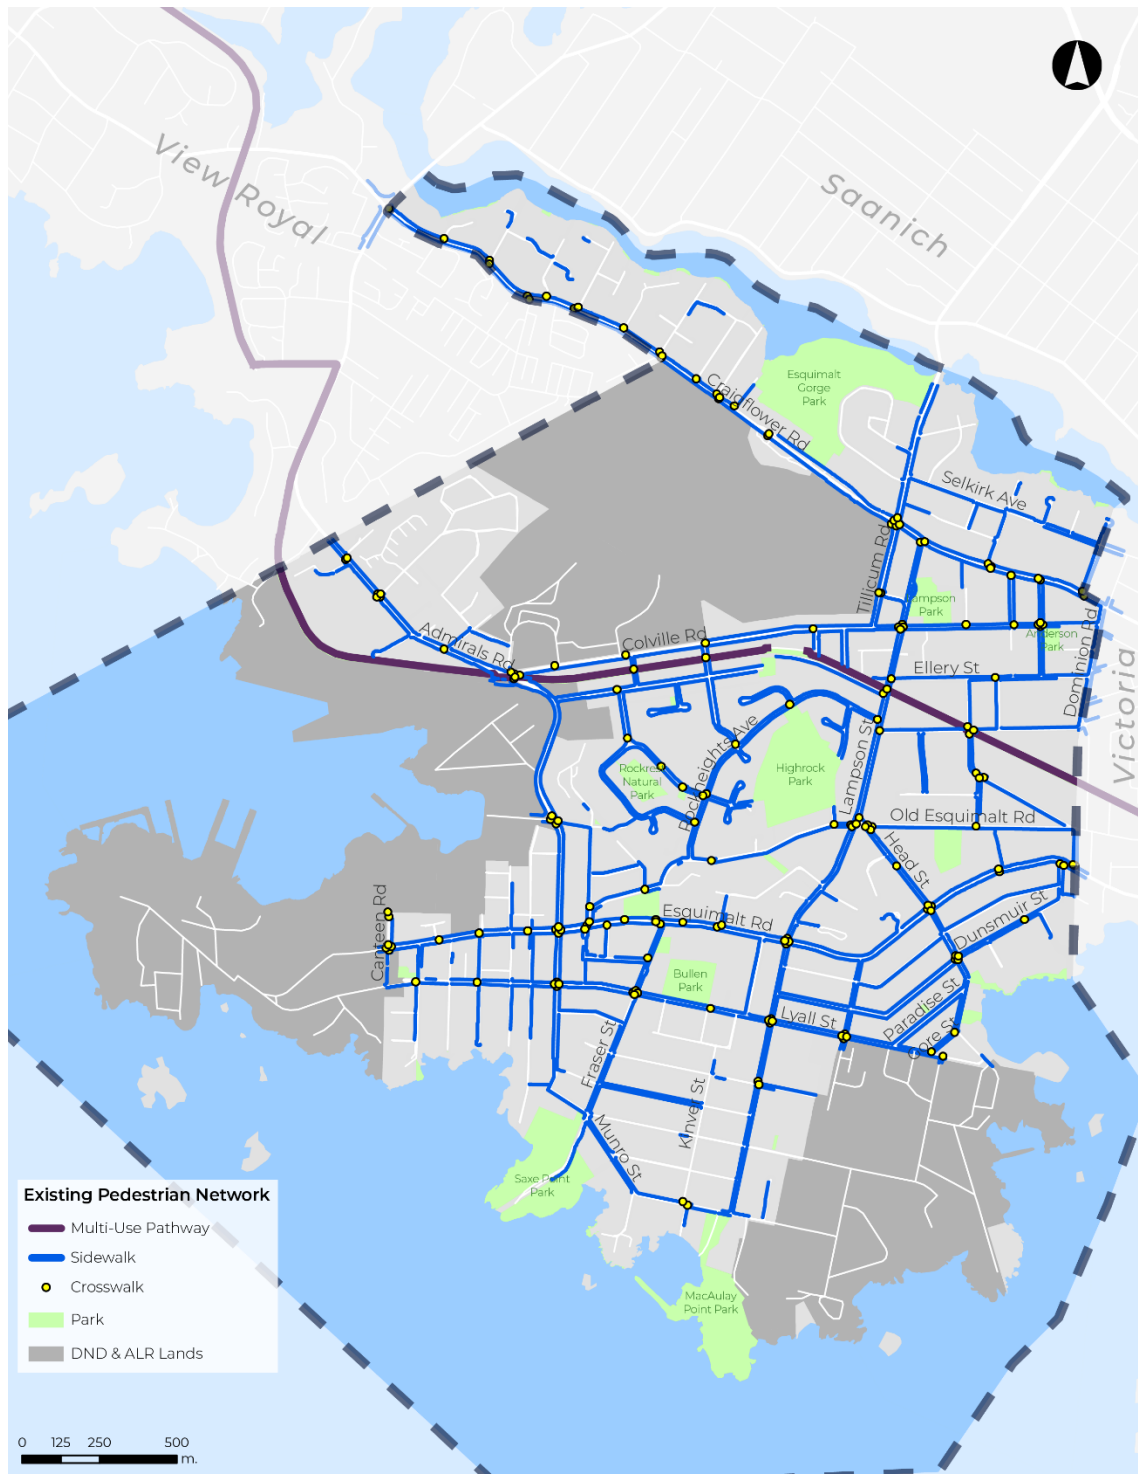 View Royal
Saanich
Esquimalt
Gorge
Park
Craigflower Rd
Selkirk Ave
Tillicum Rd
Lampson
Park
Anderson
Park
Dominion Rd
Victoria
Admirals Rd
Colville Rd
Ellery St
Rockheights Ave
Natural
Park
Highrock
Park
Lampson St
Old Esquimalt Rd
Head St
Canteen Rd
Esquimalt Rd
Dunsmuir St
Bullen
Park
Lyall St
Paradise St
Gore St
Fraser St
Kinver St
Munro St
Saxe Point
Park
MacAulay
Point Park
Existing Pedestrian Network
Multi-Use Pathway
Sidewalk
Crosswalk
Park
DND & ALR Lands
0 125 250 500
m.